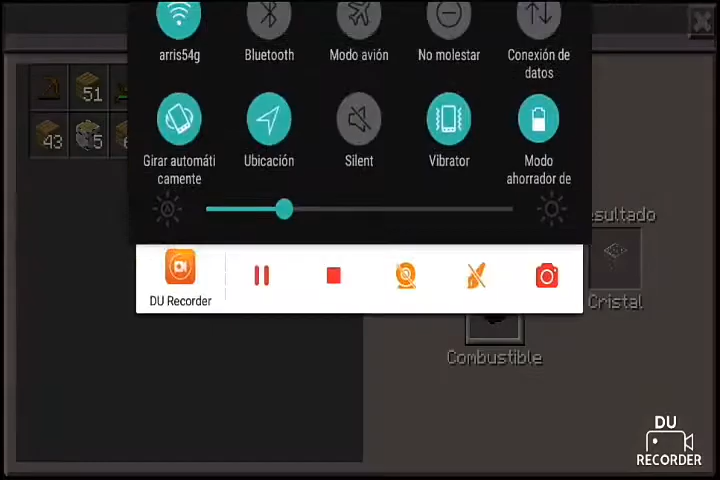 arris54g
Bluetooth
Modo avión
No molestar
Conexión de
datos
Girar automáti
camente
Ubicación
Silent
Vibrator
Modo
ahorrador de
51
43
5
esultado
DU Recorder
Cristal
Combustible
DU
RECORDER